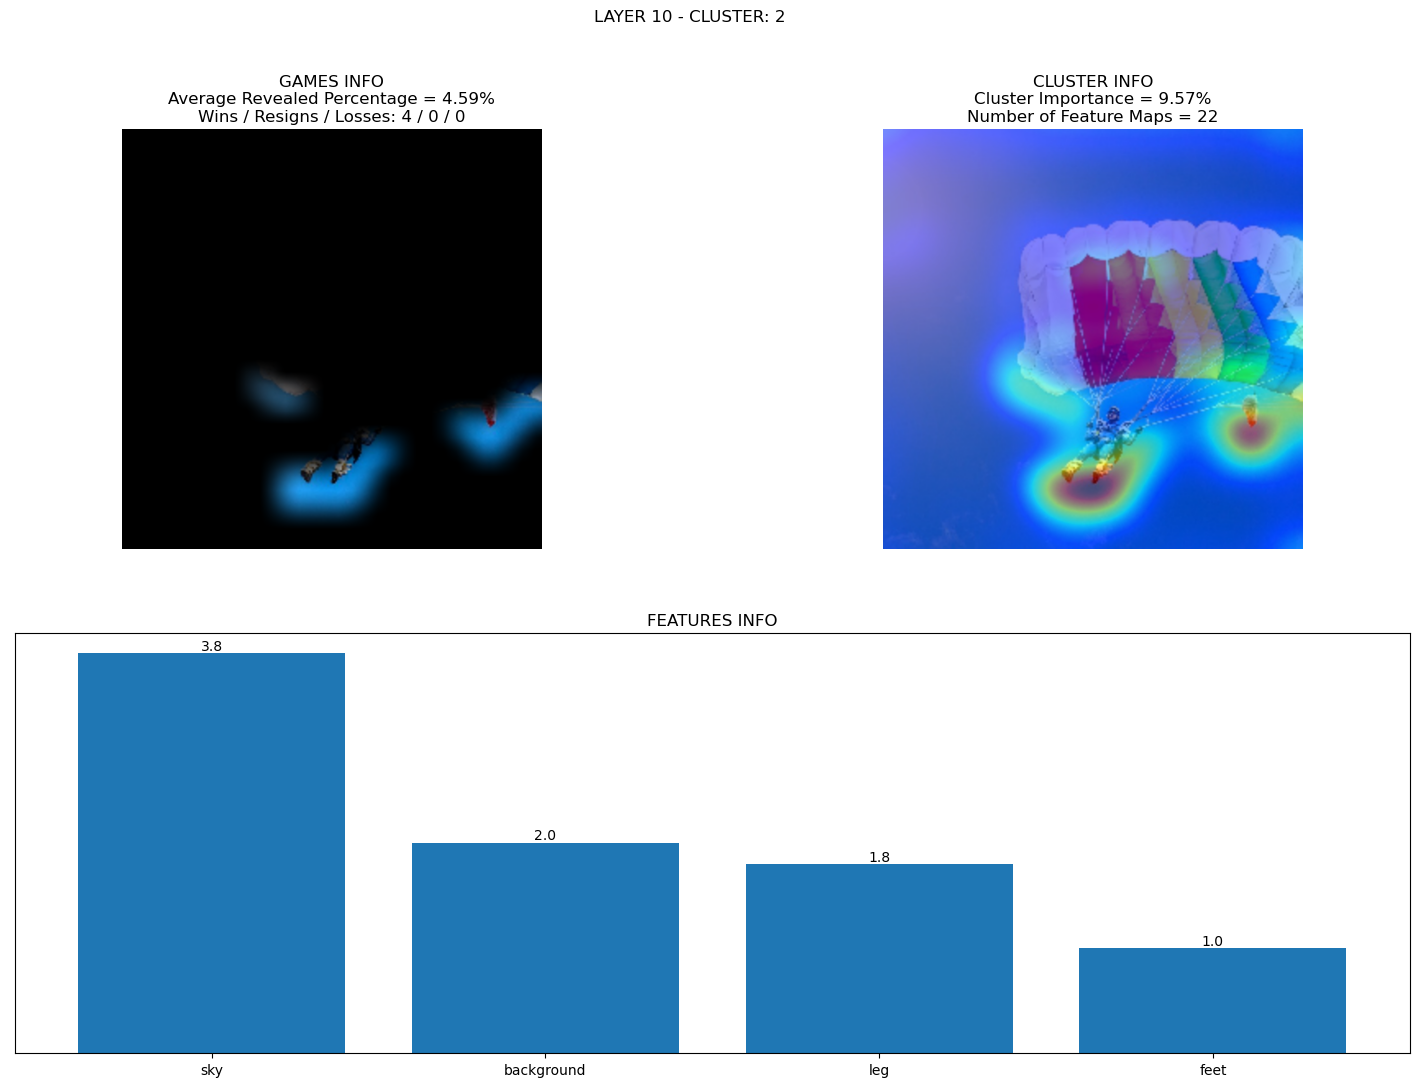 LAYER 10 - CLUSTER: 2
GAMES INFO
Average Revealed Percentage = 4.59%
Wins / Resigns / Losses: 4 / 0 / 0
CLUSTER INFO
Cluster Importance = 9.57%
Number of Feature Maps = 22
FEATURES INFO
3.8
2.0
1.8
1.0
sky
background
leg
feet